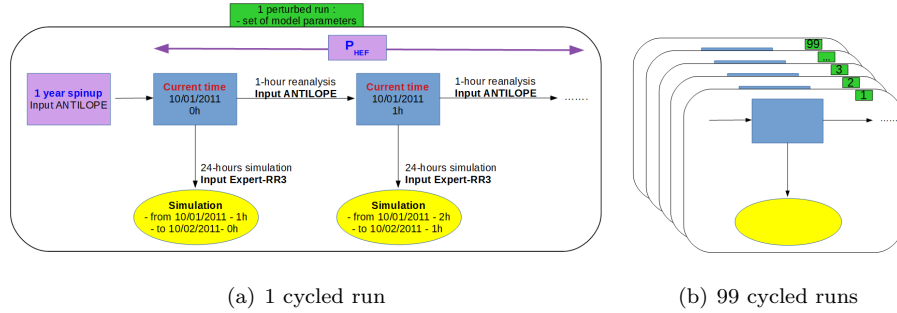 1 perturbed run :
- set of model parameters
P HEF
1 year spinup
Input ANTILOPE
Current time
10/01/2011
0h
1-hour reanalysis
Input ANTILOPE
Current time
10/01/2011
1h
1-hour reanalysis
Input ANTILOPE
.......
24-hours simulation
Input Expert-RR3
24-hours simulation
Input Expert-RR3
Simulation
- from 10/01/2011 - 1h
- to 10/02/2011- 0h
Simulation
- from 10/01/2011 - 2h
- to 10/02/2011 - 1h
(a) 1 cycled run
99
...
3
2
1
......
(b) 99 cycled runs